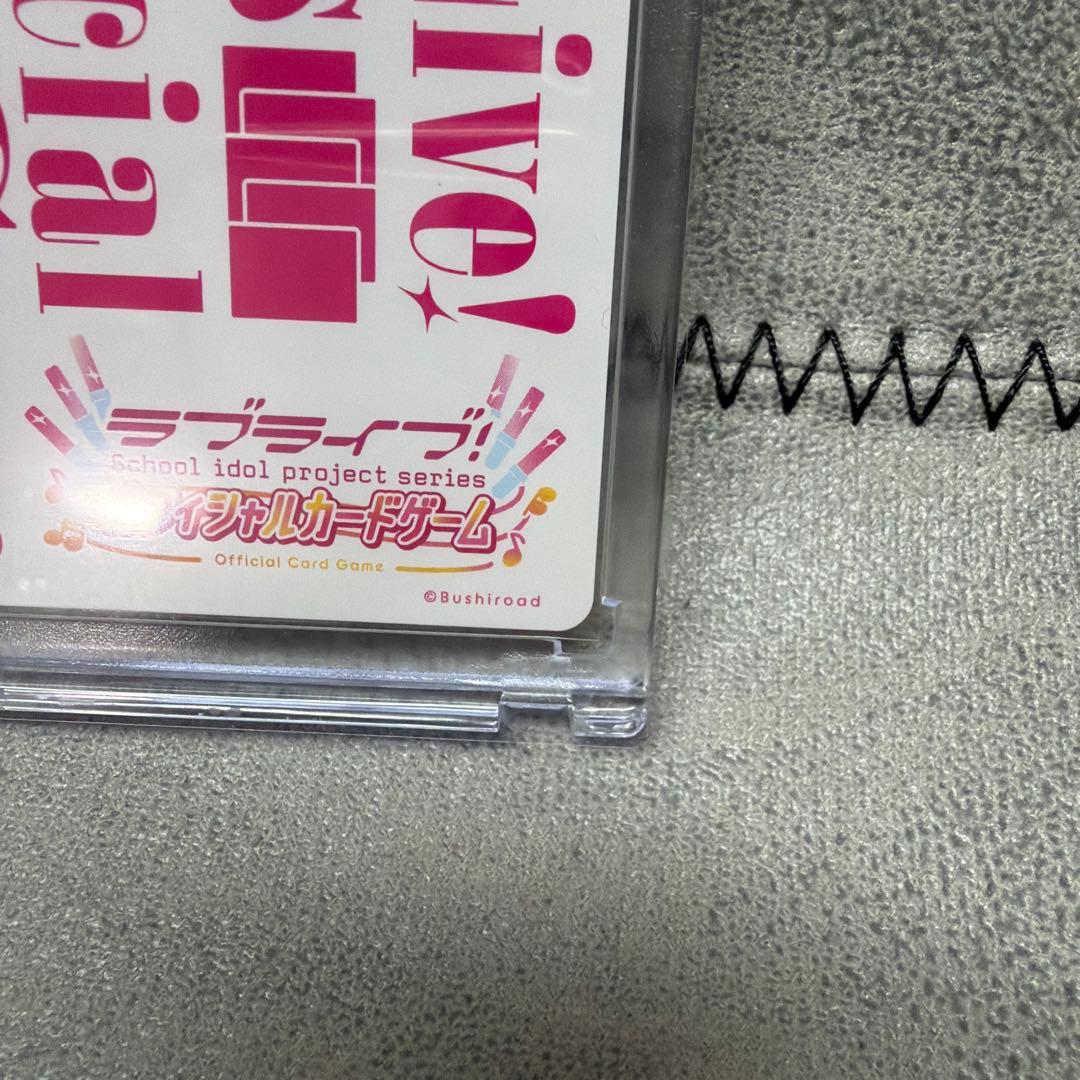 ive!
cial
ラブライブ!
School idol project series
ィシャルカードゲーム
Official Card Game
©Bushiroad